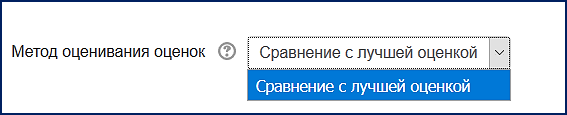 Метод оценивания оценок ? Сравнение с лучшей оценкой
Сравнение с лучшей оценкой